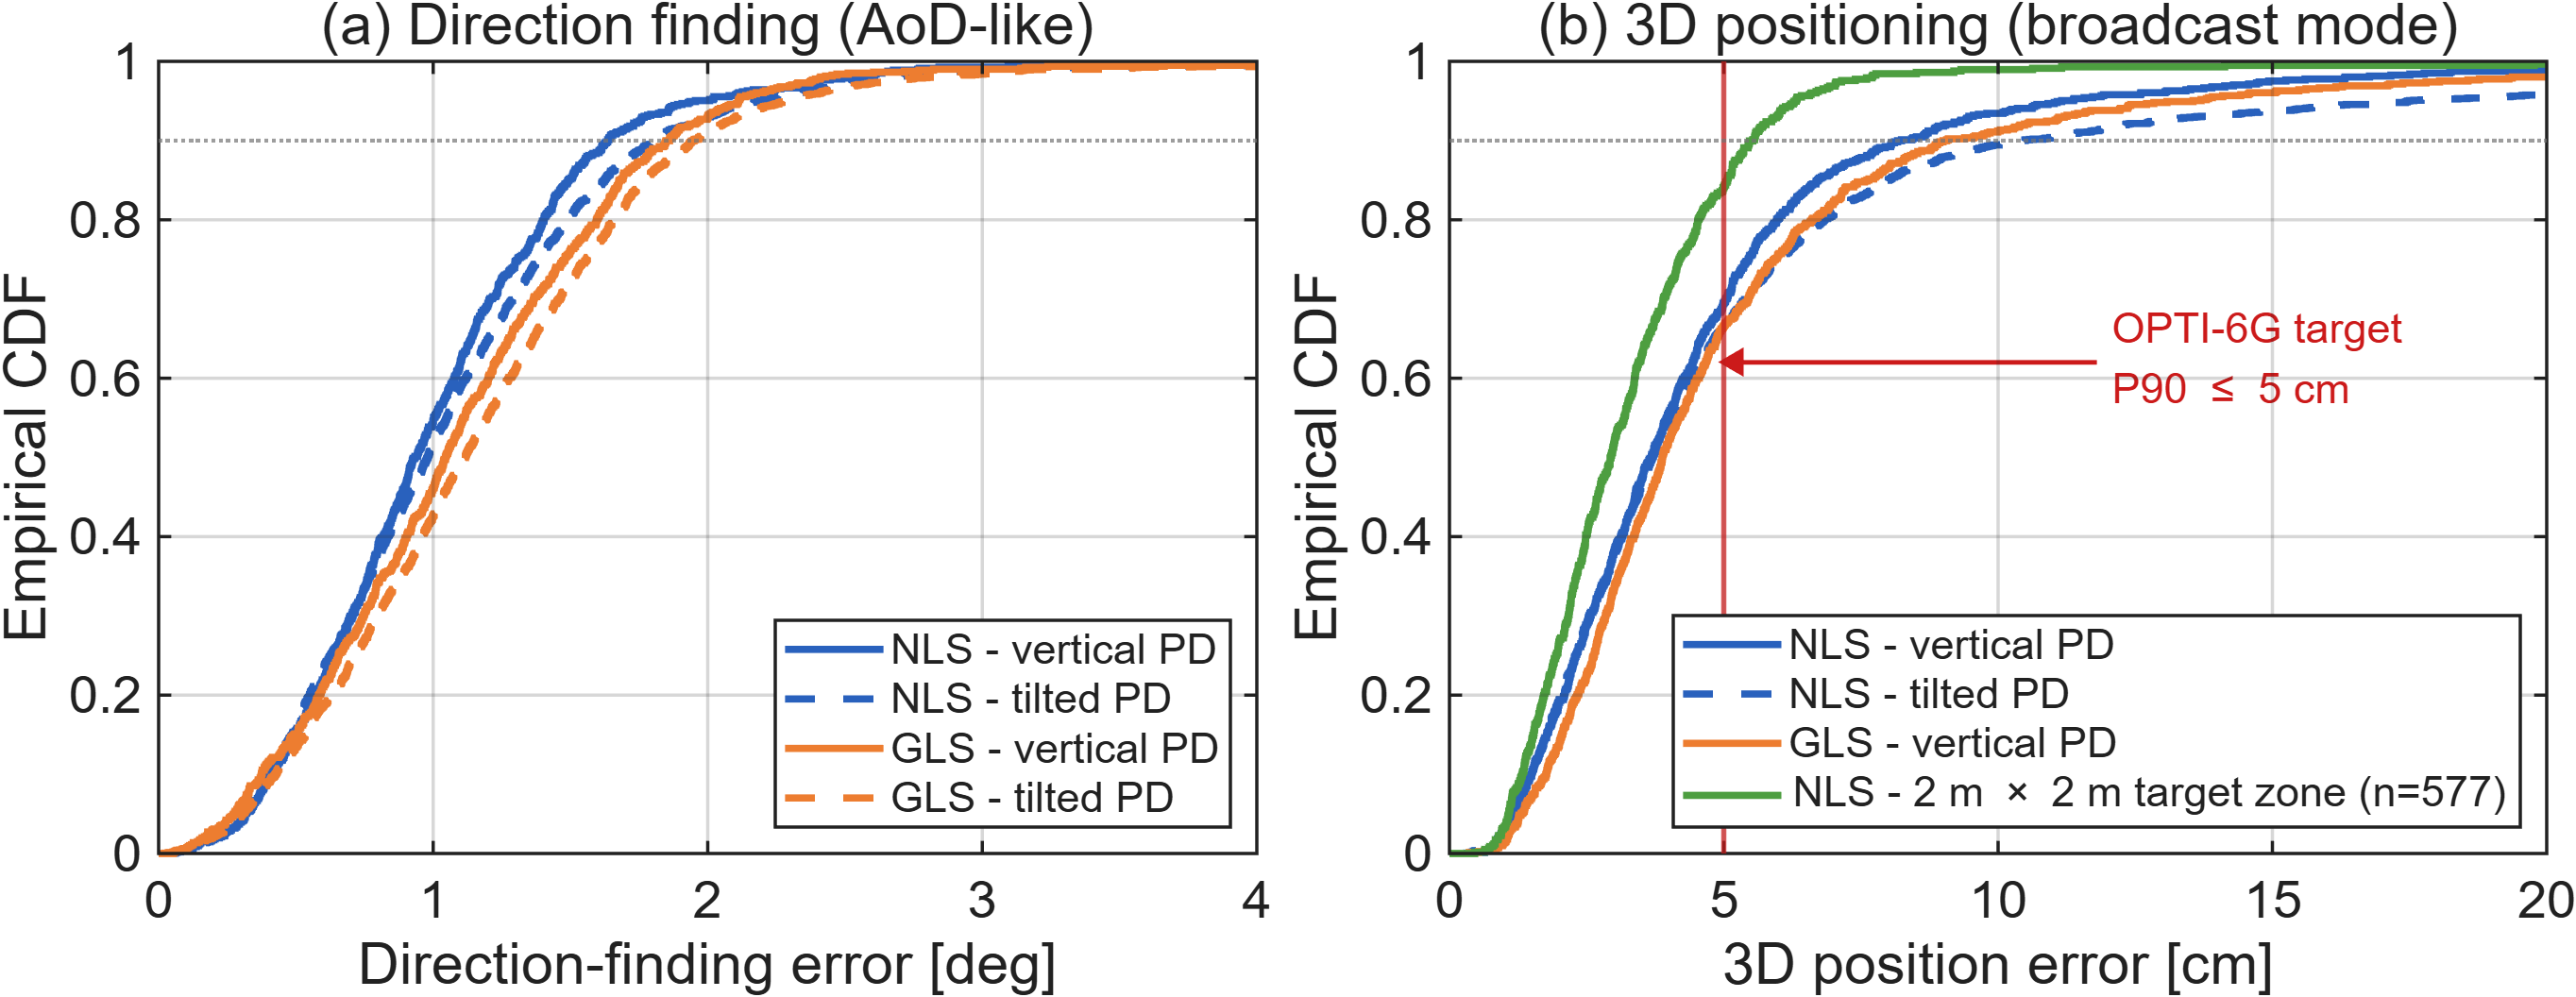 (a) Direction finding (AoD-like)
Empirical CDF
1
0.8
0.6
0.4
0.2
0
0
1
2
3
4
Direction-finding error [deg]
NLS - vertical PD
NLS - tilted PD
GLS - vertical PD
GLS - tilted PD
(b) 3D positioning (broadcast mode)
Empirical CDF
1
0.8
0.6
0.4
0.2
0
0
5
10
15
20
3D position error [cm]
OPTI-6G target
P90 ≤ 5 cm
NLS - vertical PD
NLS - tilted PD
GLS - vertical PD
NLS - 2 m × 2 m target zone (n=577)